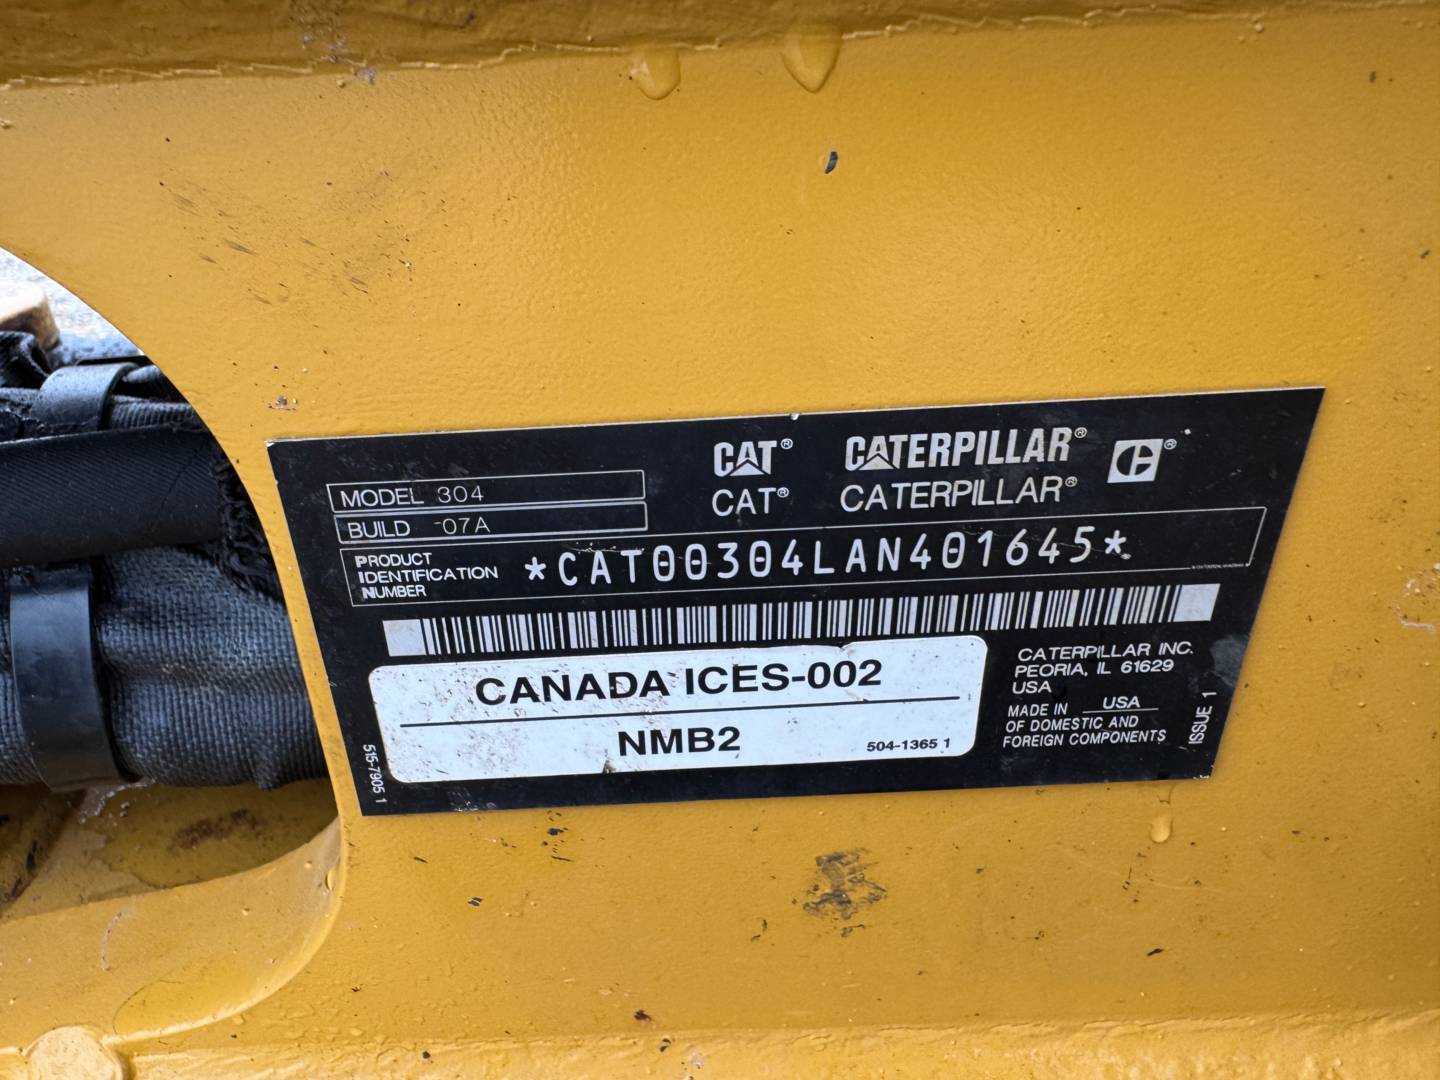 CAT® CATERPILLAR® ®
CAT® CATERPILLAR®
MODEL 304
BUILD -07A
PRODUCT
IDENTIFICATION
NUMBER
*CAT00304LAN401645*
CANADA ICES-002
NMB2
504-1365 1
CATERPILLAR INC.
PEORIA, IL 61629
USA
MADE IN USA
OF DOMESTIC AND
FOREIGN COMPONENTS
ISSUE 1
515-7905 1